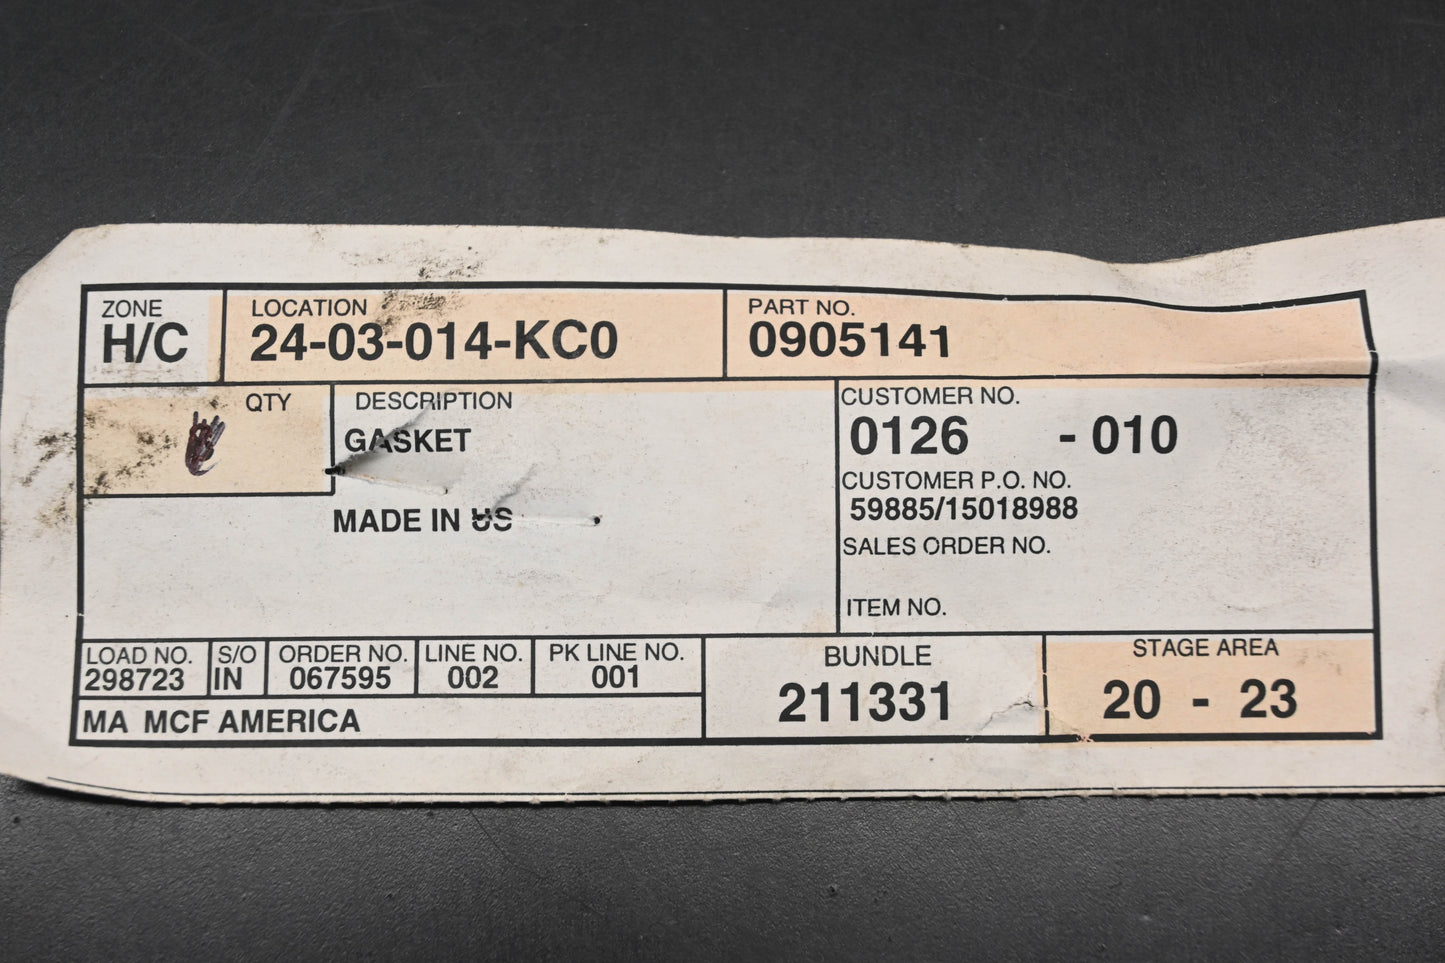 ZONE LOCATION PART NO.
H/C 24-03-014-KC0 0905141
QTY DESCRIPTION CUSTOMER NO.
GASKET 0126 - 010
CUSTOMER P.O. NO.
MADE IN US 59885/15018988
SALES ORDER NO.
ITEM NO.
LOAD NO. S/O ORDER NO. LINE NO. PK LINE NO. BUNDLE STAGE AREA
298723 IN 067595 002 001 211331 20 - 23
MA MCF AMERICA